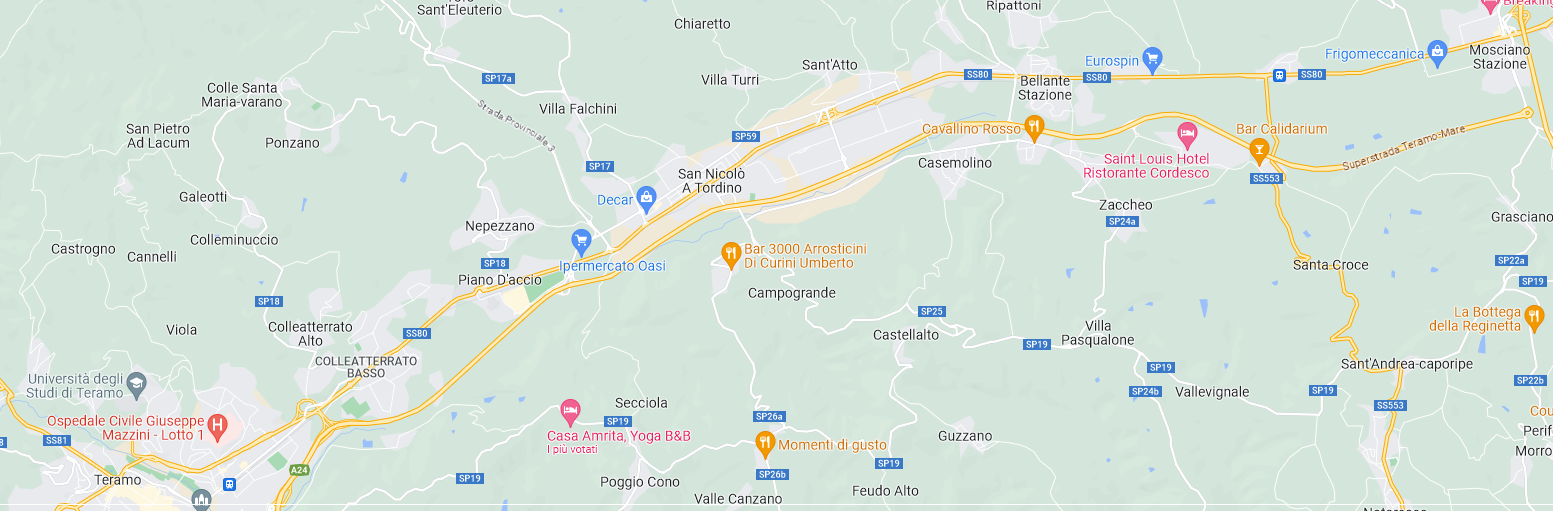 Sant'Eleuterio
Ripattoni
Chiaretto
Mosciano
Stazione
Frigomeccanica
Eurospin
Sant'Atto
SS80
SS80
SS80
SP17a
Villa Turri
Bellante
Stazione
Colle Santa
Maria-varano
Strada Provinciale 3
Villa Falchini
San Pietro
Ad Lacum
Ponzano
SP59
Cavallino Rosso
Bar Calidarium
Superstrada Teramo-Mare
SP17
Casemolino
Saint Louis Hotel
Ristorante Cordesco
San Nicolò
A Tordino
SS553
Galeotti
Decar
Zaccheo
SP24a
Grasciano
Nepezzano
Colleminuccio
Castrogno
Cannelli
Bar 3000 Arrosticini
Di Curini Umberto
SP18
Ipermercato Oasi
Santa Croce
SP22a
SP19
Piano D'accio
Campogrande
SP18
SP25
La Bottega
della Reginetta
Viola
Colleatterrato
Alto
SS80
Castellalto
SP19
Villa
Pasqualone
COLLEATTERRATO
BASSO
Sant'Andrea-caporipe
SP19
SP22b
Università degli
Studi di Teramo
SP24b
Vallevignale
SP19
Secciola
SS553
Ospedale Civile Giuseppe
Mazzini - Lotto 1
SP19
SP26a
SS81
Casa Amrita, Yoga B&B
I più votati
Momenti di gusto
Guzzano
SP19
A24
Teramo
SP19
Poggio Cono
SP26b
Valle Canzano
Feudo Alto